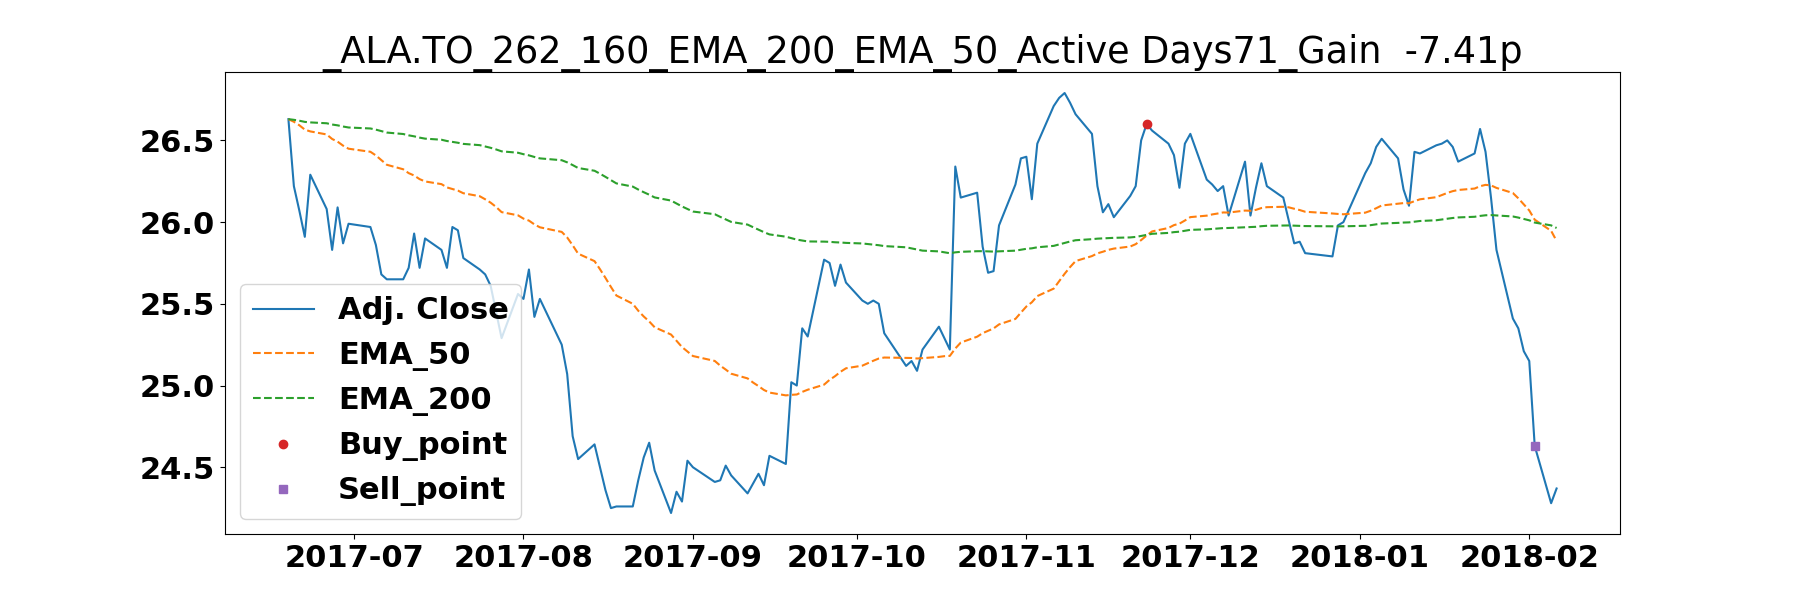 _ALA.TO_262_160_EMA_200_EMA_50_Active Days71_Gain  -7.41p
26.5
26.0
25.5
25.0
24.5
Adj. Close
EMA_50
EMA_200
Buy_point
Sell_point
2017-07 2017-08 2017-09 2017-10 2017-11 2017-12 2018-01 2018-02